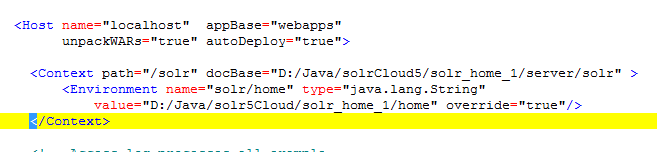 <Host name="localhost"  appBase="webapps"
unpackWARs="true" autoDeploy="true">
<Context path="/solr" docBase="D:/Java/solrCloud5/solr_home_1/server/solr" >
<Environment name="solr/home" type="java.lang.String"
value="D:/Java/solr5Cloud/solr_home_1/home" override="true"/>
</Context>